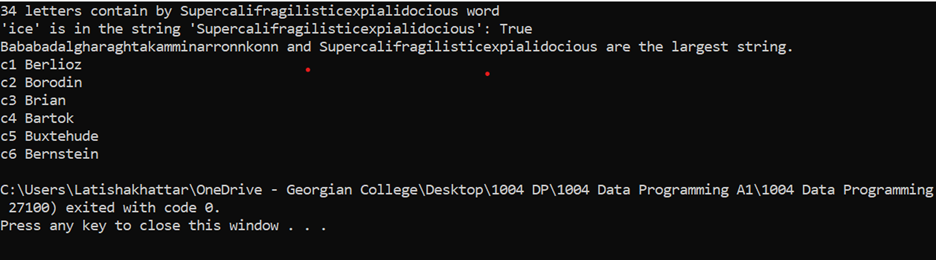 34 letters contain by Supercalifragilisticexpialidocious word
'ice' is in the string 'Supercalifragilisticexpialidocious': True
Bababadalgharaghtakamminarronnkonn and Supercalifragilisticexpialidocious are the largest string.
c1 Berlioz
c2 Borodin
c3 Brian
c4 Bartok
c5 Buxtehude
c6 Bernstein
C:\Users\Latishakhattar\OneDrive - Georgian College\Desktop\1004 DP\1004 Data Programming A1\1004 Data Programming
 27100) exited with code 0.
Press any key to close this window . . .